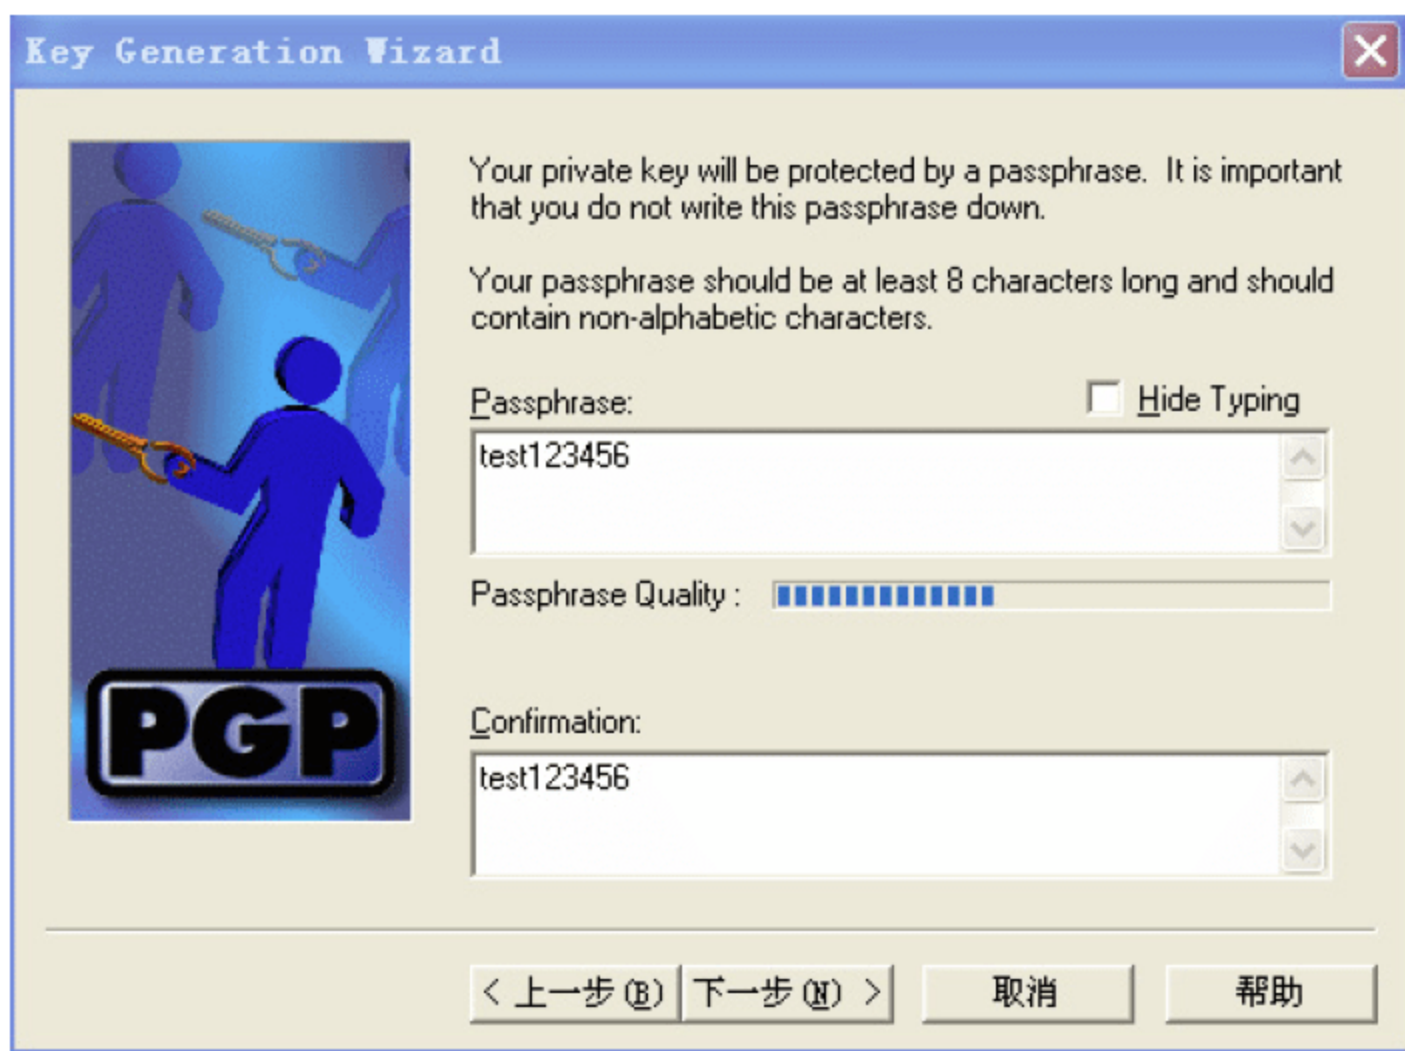 Key Generation Wizard
Your private key will be protected by a passphrase. It is important
that you do not write this passphrase down.
Your passphrase should be at least 8 characters long and should
contain non-alphabetic characters.
Passphrase:
Hide Typing
test123456
Passphrase Quality :
PGP
Confirmation:
test123456
< 上一步(B) 下一步(N) > 取消 帮助